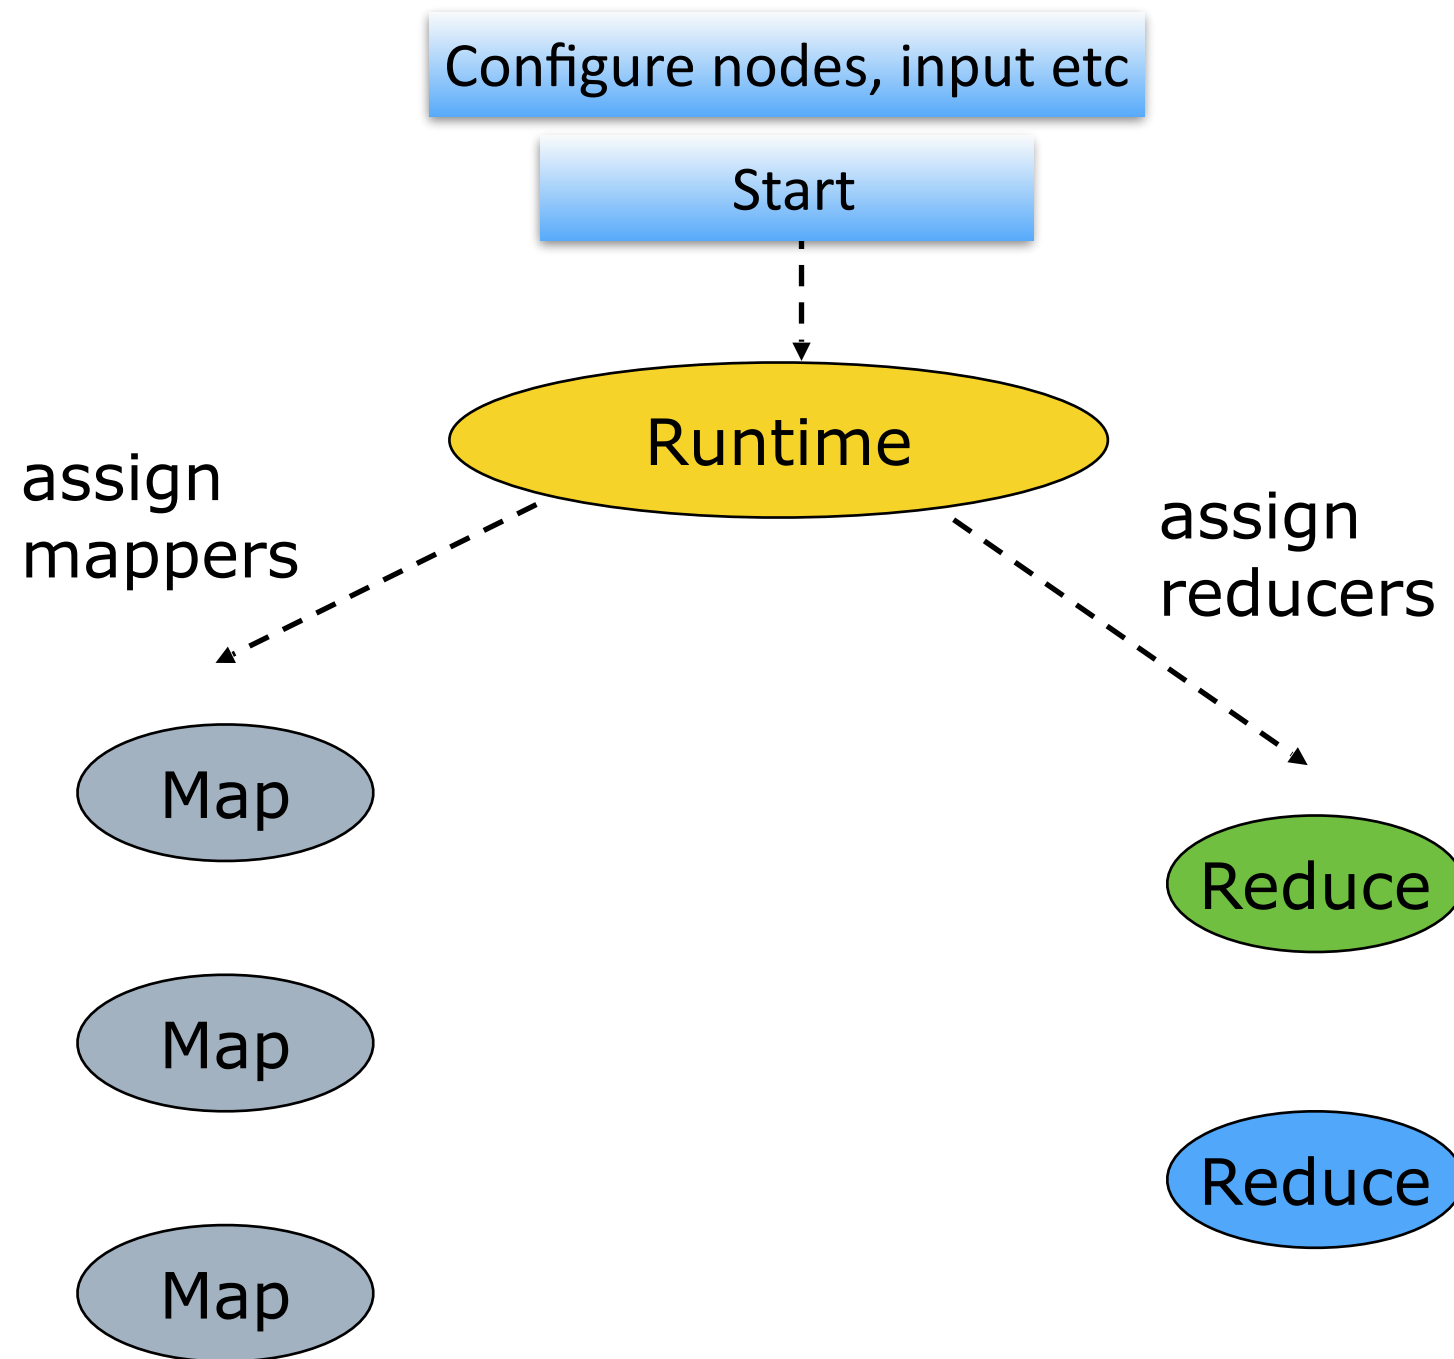 Configure nodes, input etc
Start
Runtime
assign
mappers
assign
reducers
Map
Reduce
Map
Reduce
Map